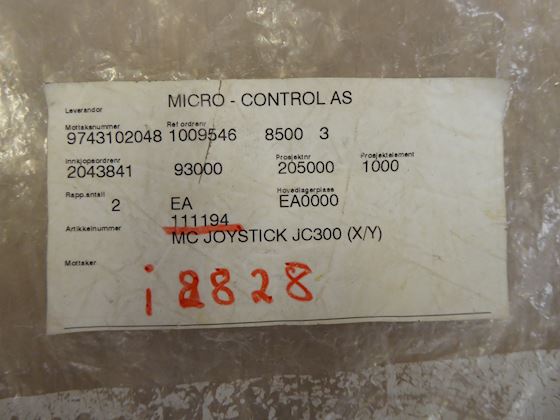 Leverandor MICRO - CONTROL AS
Mottaksnummer Ref ordrenr
9743102048 1009546 8500 3
Innkjopsordrenr Prosjektnr Prosjektelement
2043841 93000 205000 1000
Rapp.antall Hovedlagerplass
2 EA EA0000
111194
Artikkelnummer
MC JOYSTICK JC300 (X/Y)
Mottaker
i 8828